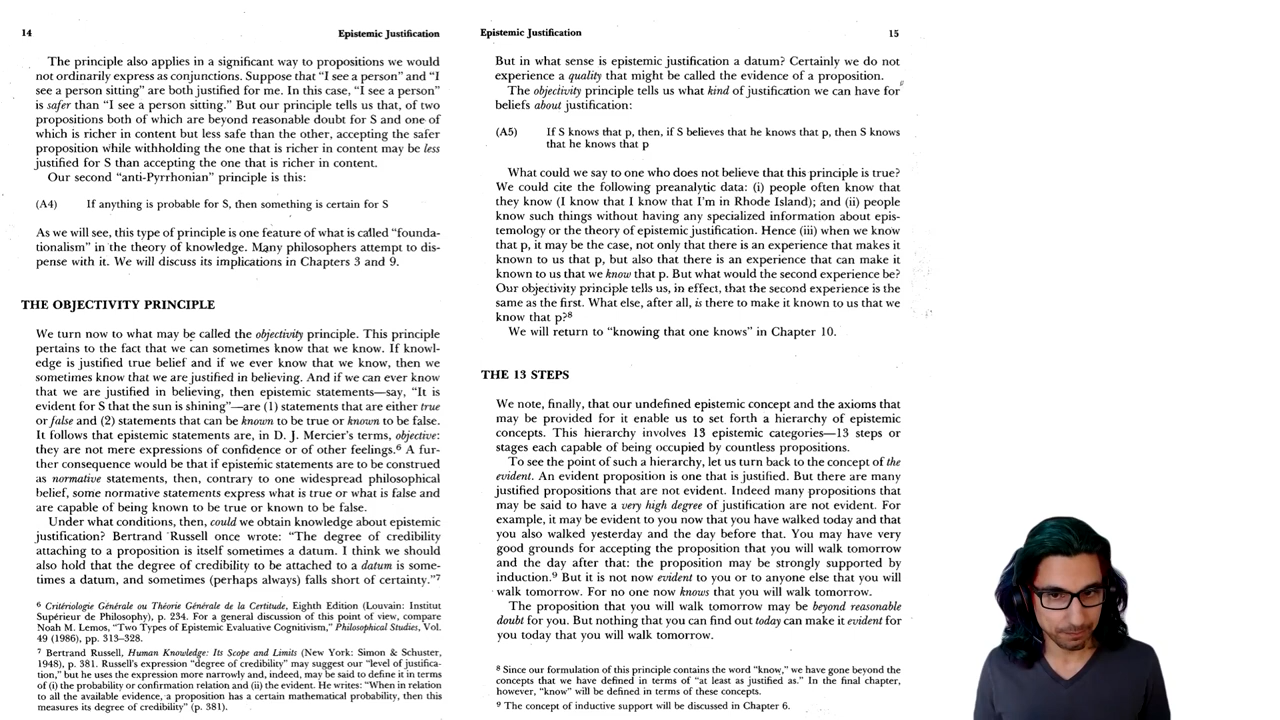 14
Epistemic Justification
The principle also applies in a significant way to propositions we would
not ordinarily express as conjunctions. Suppose that "I see a person" and "I
see a person sitting" are both justified for me. In this case, "I see a person"
is safer than "I see a person sitting." But our principle tells us that, of two
propositions both of which are beyond reasonable doubt for S and one of
which is richer in content but less safe than the other, accepting the safer
proposition while withholding the one that is richer in content may be less
justified for S than accepting the one that is richer in content.
Our second "anti-Pyrrhonian" principle is this:
(A4) If anything is probable for S, then something is certain for S
As we will see, this type of principle is one feature of what is called "founda-
tionalism" in the theory of knowledge. Many philosophers attempt to dis-
pense with it. We will discuss its implications in Chapters 3 and 9.
THE OBJECTIVITY PRINCIPLE
We turn now to what may be called the objectivity principle. This principle
pertains to the fact that we can sometimes know that we know. If knowl-
edge is justified true belief and if we ever know that we know, then we
sometimes know that we are justified in believing. And if we can ever know
that we are justified in believing, then epistemic statements—say, "It is
evident for S that the sun is shining"—are (1) statements that are either true
or false and (2) statements that can be known to be true or known to be false.
It follows that epistemic statements are, in D. J. Mercier's terms, objective:
they are not mere expressions of confidence or of other feelings.6 A fur-
ther consequence would be that if epistemic statements are to be construed
as normative statements, then, contrary to one widespread philosophical
belief, some normative statements express what is true or what is false and
are capable of being known to be true or known to be false.
Under what conditions, then, could we obtain knowledge about epistemic
justification? Bertrand Russell once wrote: "The degree of credibility
attaching to a proposition is itself sometimes a datum. I think we should
also hold that the degree of credibility to be attached to a datum is some-
times a datum, and sometimes (perhaps always) falls short of certainty."7
6 Critériologie Générale ou Théorie Générale de la Certitude, Eighth Edition (Louvain: Institut
Supérieur de Philosophy), p. 234. For a general discussion of this point of view, compare
Noah M. Lemos, "Two Types of Epistemic Evaluative Cognitivism," Philosophical Studies, Vol.
49 (1986), pp. 313–328.
7 Bertrand Russell, Human Knowledge: Its Scope and Limits (New York: Simon & Schuster,
1948), p. 381. Russell's expression "degree of credibility" may suggest our "level of justifica-
tion," but he uses the expression more narrowly and, indeed, may be said to define it in terms
of (i) the probability or confirmation relation and (ii) the evident. He writes: "When in relation
to all the available evidence, a proposition has a certain mathematical probability, then this
measures its degree of credibility" (p. 381).
Epistemic Justification
15
But in what sense is epistemic justification a datum? Certainly we do not
experience a quality that might be called the evidence of a proposition.
The objectivity principle tells us what kind of justification we can have for
beliefs about justification:
(A5) If S knows that p, then, if S believes that he knows that p, then S knows
that he knows that p
What could we say to one who does not believe that this principle is true?
We could cite the following preanalytic data: (i) people often know that
they know (I know that I know that I'm in Rhode Island); and (ii) people
know such things without having any specialized information about epis-
temology or the theory of epistemic justification. Hence (iii) when we know
that p, it may be the case, not only that there is an experience that makes it
known to us that p, but also that there is an experience that can make it
known to us that we know that p. But what would the second experience be?
Our objectivity principle tells us, in effect, that the second experience is the
same as the first. What else, after all, is there to make it known to us that we
know that p?8
We will return to "knowing that one knows" in Chapter 10.
THE 13 STEPS
We note, finally, that our undefined epistemic concept and the axioms that
may be provided for it enable us to set forth a hierarchy of epistemic
concepts. This hierarchy involves 13 epistemic categories—13 steps or
stages each capable of being occupied by countless propositions.
To see the point of such a hierarchy, let us turn back to the concept of the
evident. An evident proposition is one that is justified. But there are many
justified propositions that are not evident. Indeed many propositions that
may be said to have a very high degree of justification are not evident. For
example, it may be evident to you now that you have walked today and that
you also walked yesterday and the day before that. You may have very
good grounds for accepting the proposition that you will walk tomorrow
and the day after that: the proposition may be strongly supported by
induction.9 But it is not now evident to you or to anyone else that you will
walk tomorrow. For no one now knows that you will walk tomorrow.
The proposition that you will walk tomorrow may be beyond reasonable
doubt for you. But nothing that you can find out today can make it evident for
you today that you will walk tomorrow.
8 Since our formulation of this principle contains the word "know," we have gone beyond the
concepts that we have defined in terms of "at least as justified as." In the final chapter,
however, "know" will be defined in terms of these concepts.
9 The concept of inductive support will be discussed in Chapter 6.